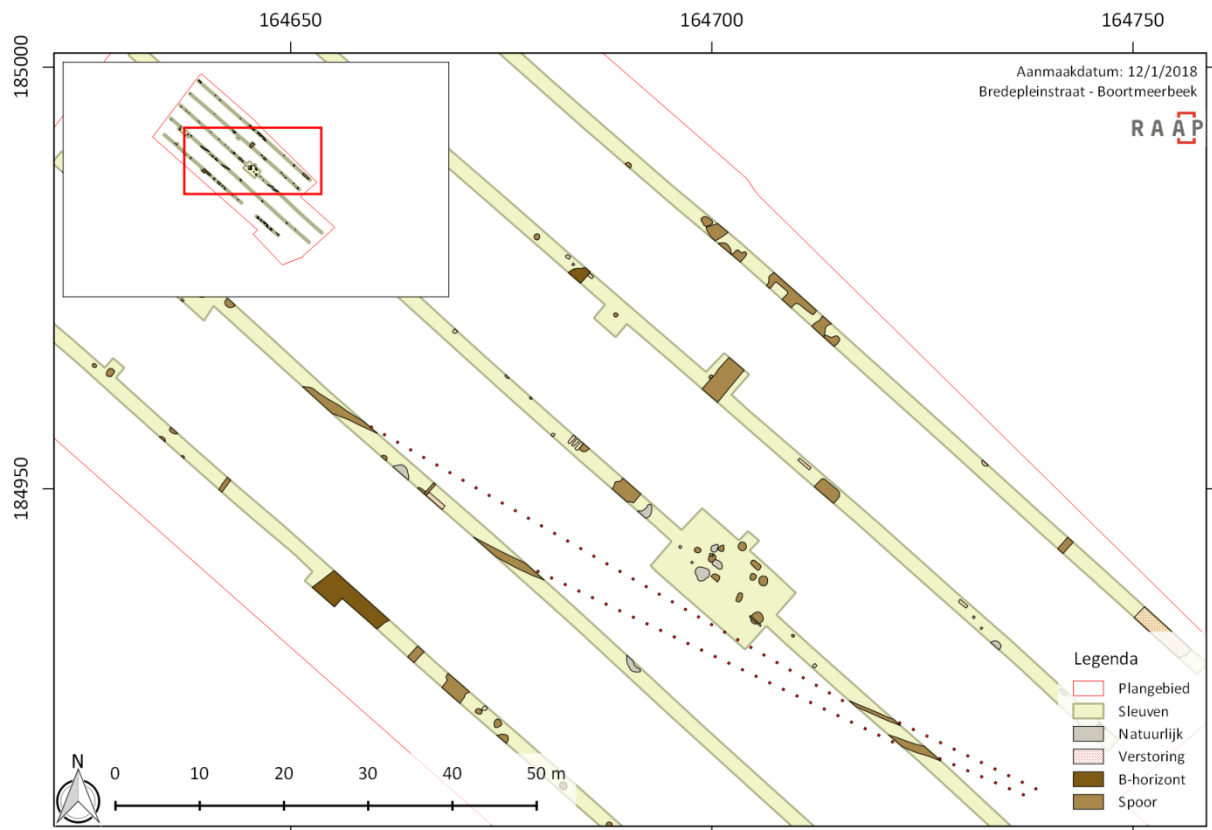 164650
164700
164750
185000
Aanmaakdatum: 12/1/2018
Bredepleinstraat - Boortmeerbeek
RAAP
184950
Legenda
Plangebied
Sleuven
Natuurlijk
Verstoring
B-horizont
Spoor
N
0 10 20 30 40 50 m